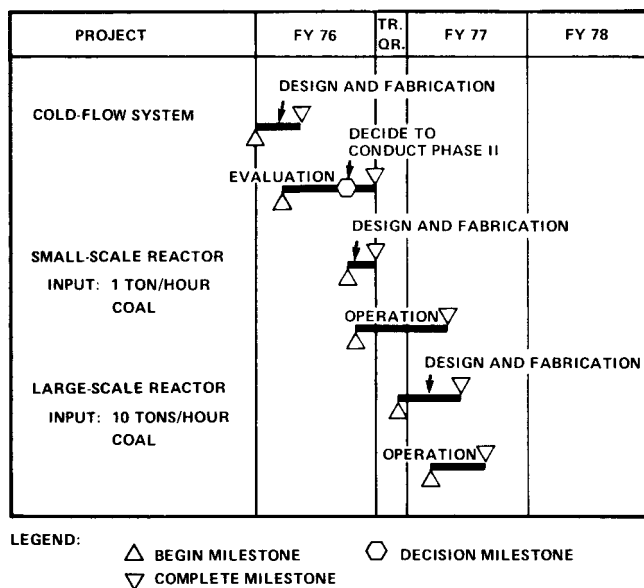 PROJECT
FY 76
TR.
QR.
FY 77
FY 78
DESIGN AND FABRICATION
COLD-FLOW SYSTEM
DECIDE TO
CONDUCT PHASE II
EVALUATION
DESIGN AND FABRICATION
SMALL-SCALE REACTOR
INPUT: 1 TON/HOUR
COAL
OPERATION
DESIGN AND FABRICATION
LARGE-SCALE REACTOR
INPUT: 10 TONS/HOUR
COAL
OPERATION
LEGEND:
BEGIN MILESTONE
DECISION MILESTONE
COMPLETE MILESTONE